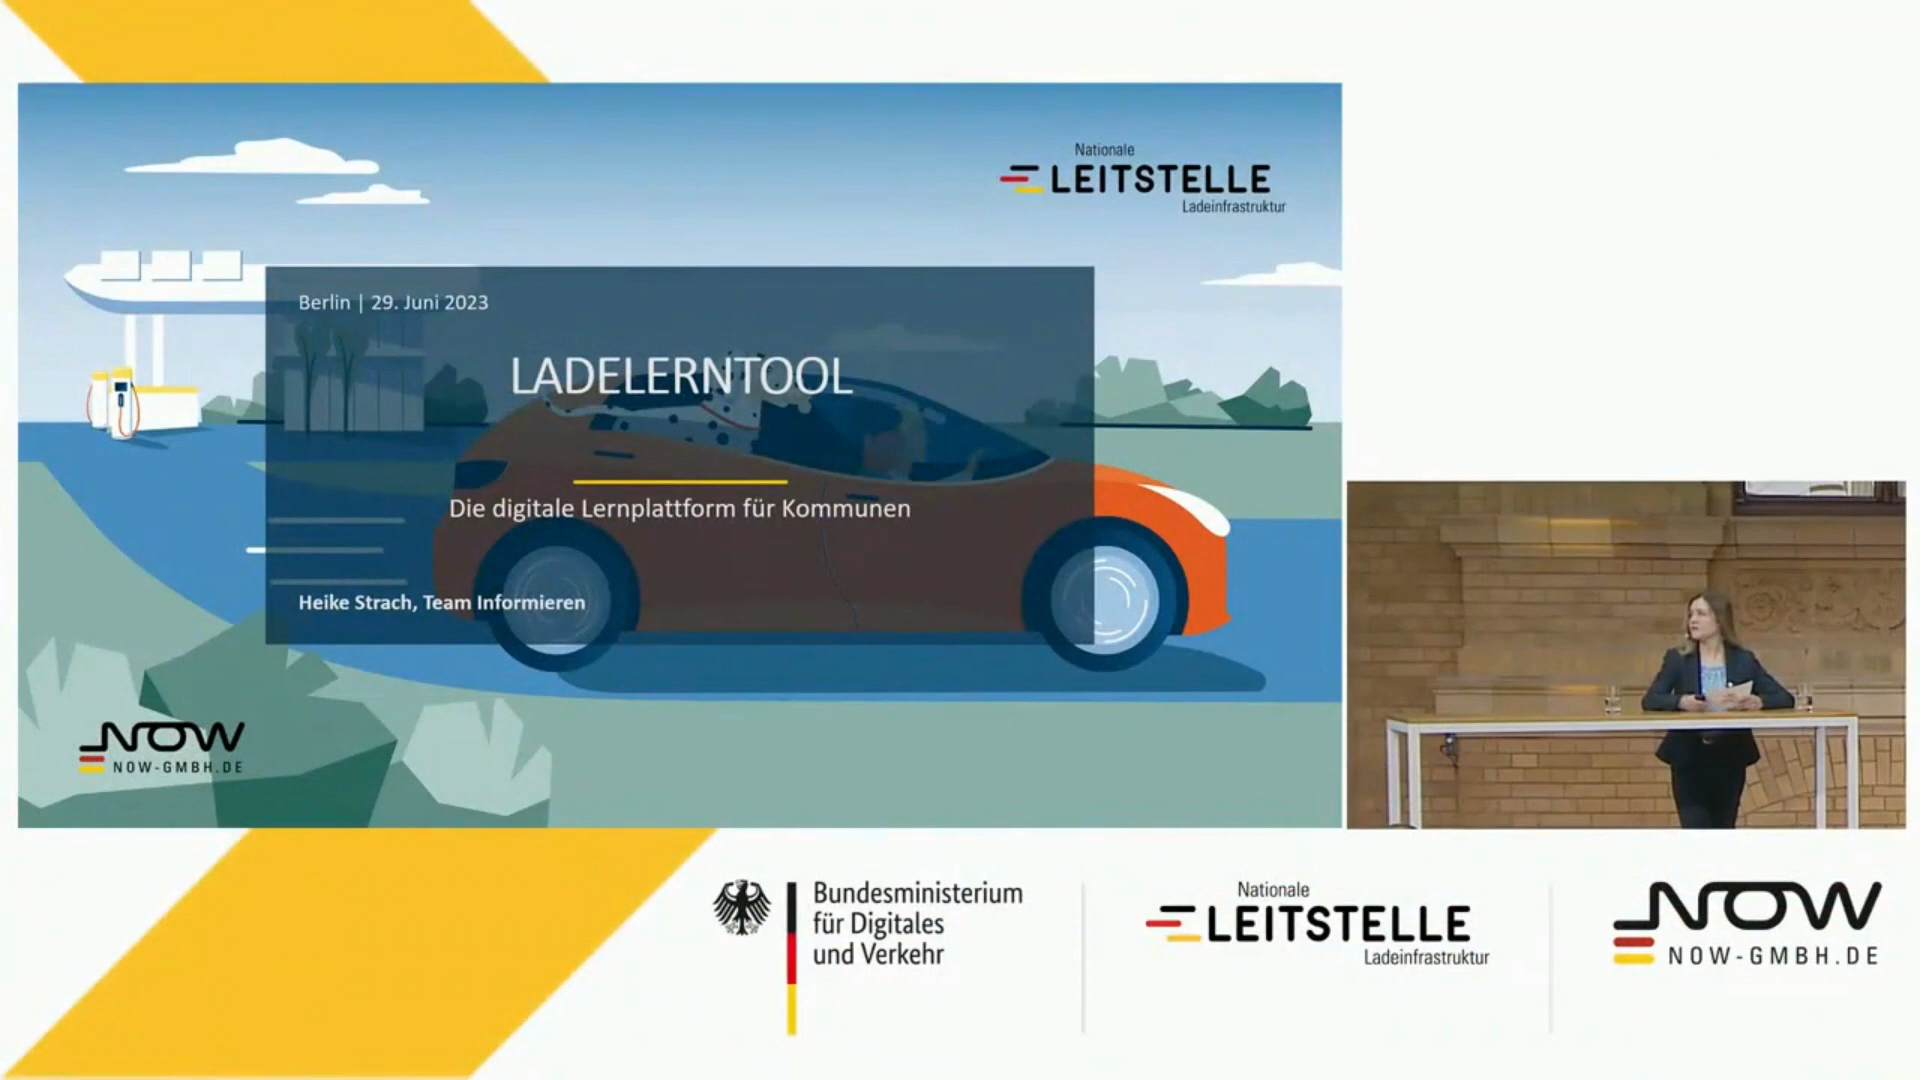 Nationale
LEITSTELLE
Ladeinfrastruktur
Berlin | 29. Juni 2023
LADELERNTOOL
Die digitale Lernplattform für Kommunen
Heike Strach, Team Informieren
NOW
NOW-GMBH.DE
Bundesministerium
für Digitales
und Verkehr
Nationale
LEITSTELLE
Ladeinfrastruktur
NOW
NOW-GMBH.DE